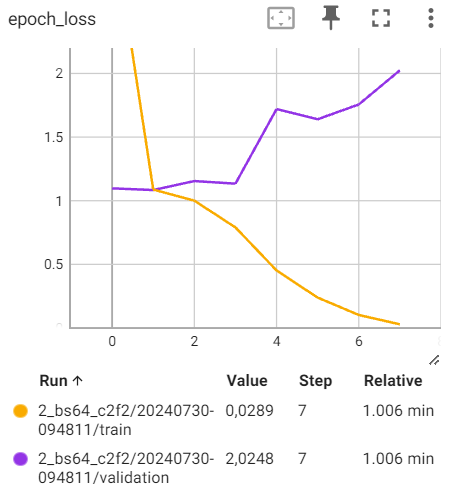 epoch_loss
2
1.5
1
0.5
0 2 4 6
Run ↑ Value Step Relative
2_bs64_c2f2/20240730- 0,0289 7 1.006 min
094811/train
2_bs64_c2f2/20240730- 2,0248 7 1.006 min
094811/validation